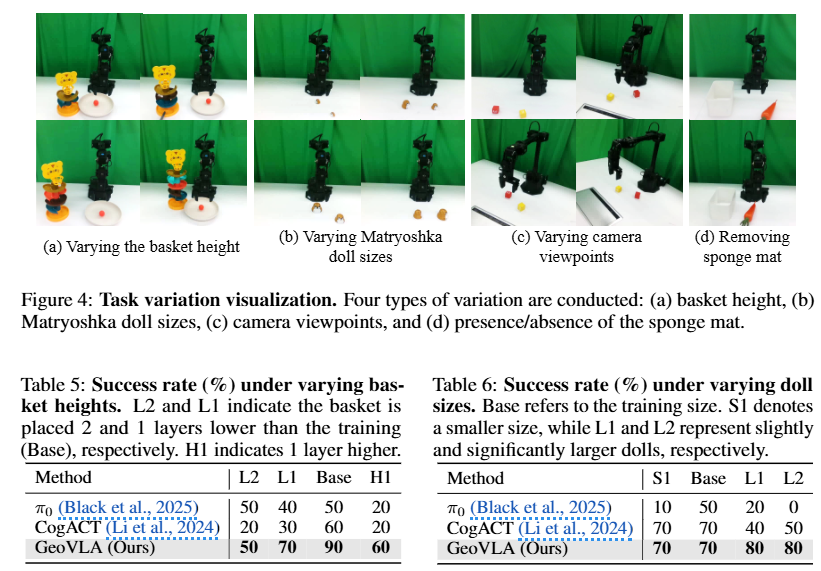 (a) Varying the basket height
(b) Varying Matryoshka
doll sizes
(c) Varying camera
viewpoints
(d) Removing
sponge mat
Figure 4: Task variation visualization. Four types of variation are conducted: (a) basket height, (b)
Matryoshka doll sizes, (c) camera viewpoints, and (d) presence/absence of the sponge mat.
Table 5: Success rate (%) under varying bas-
ket heights. L2 and L1 indicate the basket is
placed 2 and 1 layers lower than the training
(Base), respectively. H1 indicates 1 layer higher.
Method L2 L1 Base H1
π0 (Black et al., 2025) 50 40 50 20
CogACT (Li et al., 2024) 20 30 60 20
GeoVLA (Ours) 50 70 90 60
Table 6: Success rate (%) under varying doll
sizes. Base refers to the training size. S1 denotes
a smaller size, while L1 and L2 represent slightly
and significantly larger dolls, respectively.
Method S1 Base L1 L2
π0 (Black et al., 2025) 10 50 20 0
CogACT (Li et al., 2024) 70 70 40 50
GeoVLA (Ours) 70 70 80 80